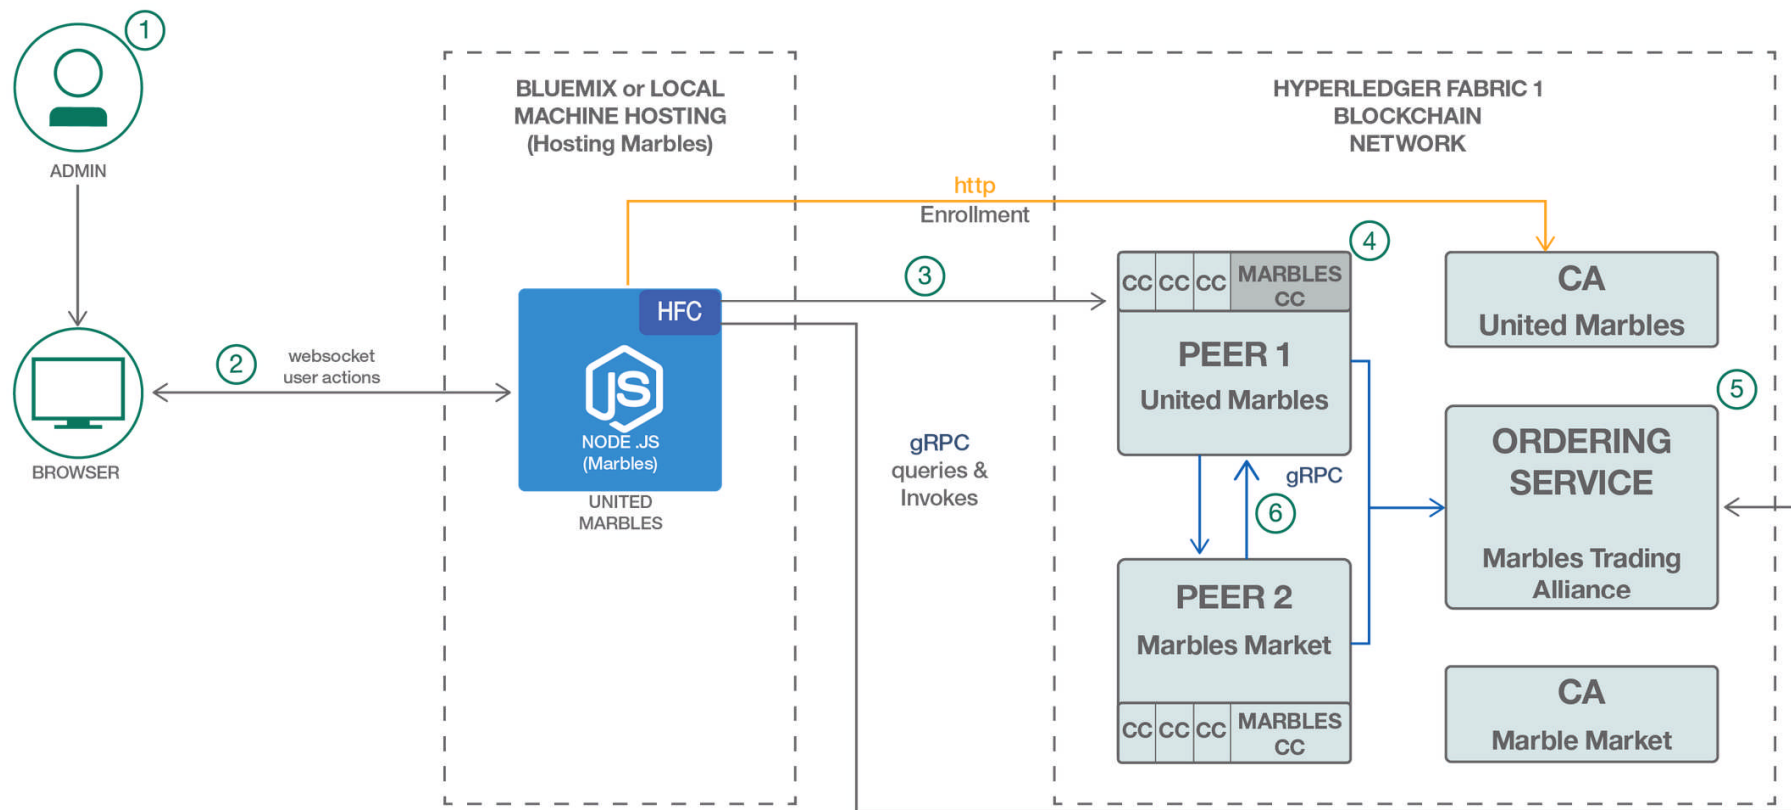 1
ADMIN
2
websocket
user actions
BROWSER
BLUEMIX or LOCAL
MACHINE HOSTING
(Hosting Marbles)
HFC
JS
NODE .JS
(Marbles)
UNITED
MARBLES
http
Enrollment
3
gRPC
queries &
Invokes
HYPERLEDGER FABRIC 1
BLOCKCHAIN
NETWORK
4
CC CC CC MARBLES
CC
PEER 1
United Marbles
gRPC
6
PEER 2
Marbles Market
CC CC CC MARBLES
CC
CA
United Marbles
5
ORDERING
SERVICE
Marbles Trading
Alliance
CA
Marble Market